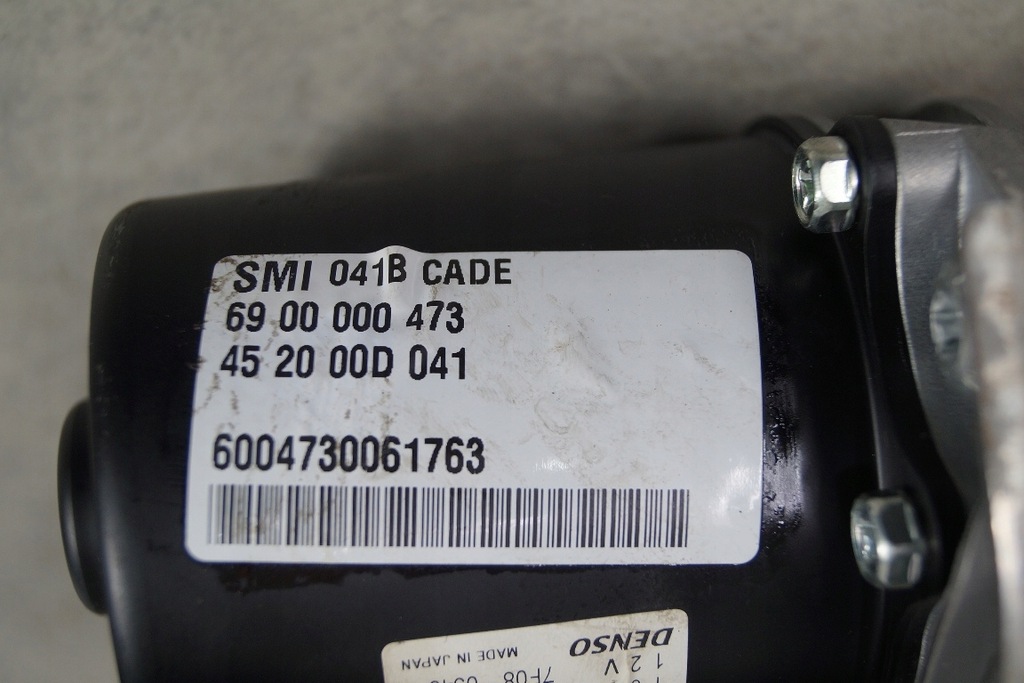 SMI 041B CADE
69 00 000 473
45 20 00D 041
6004730061763
DENSO
MADE IN JAPAN
12V